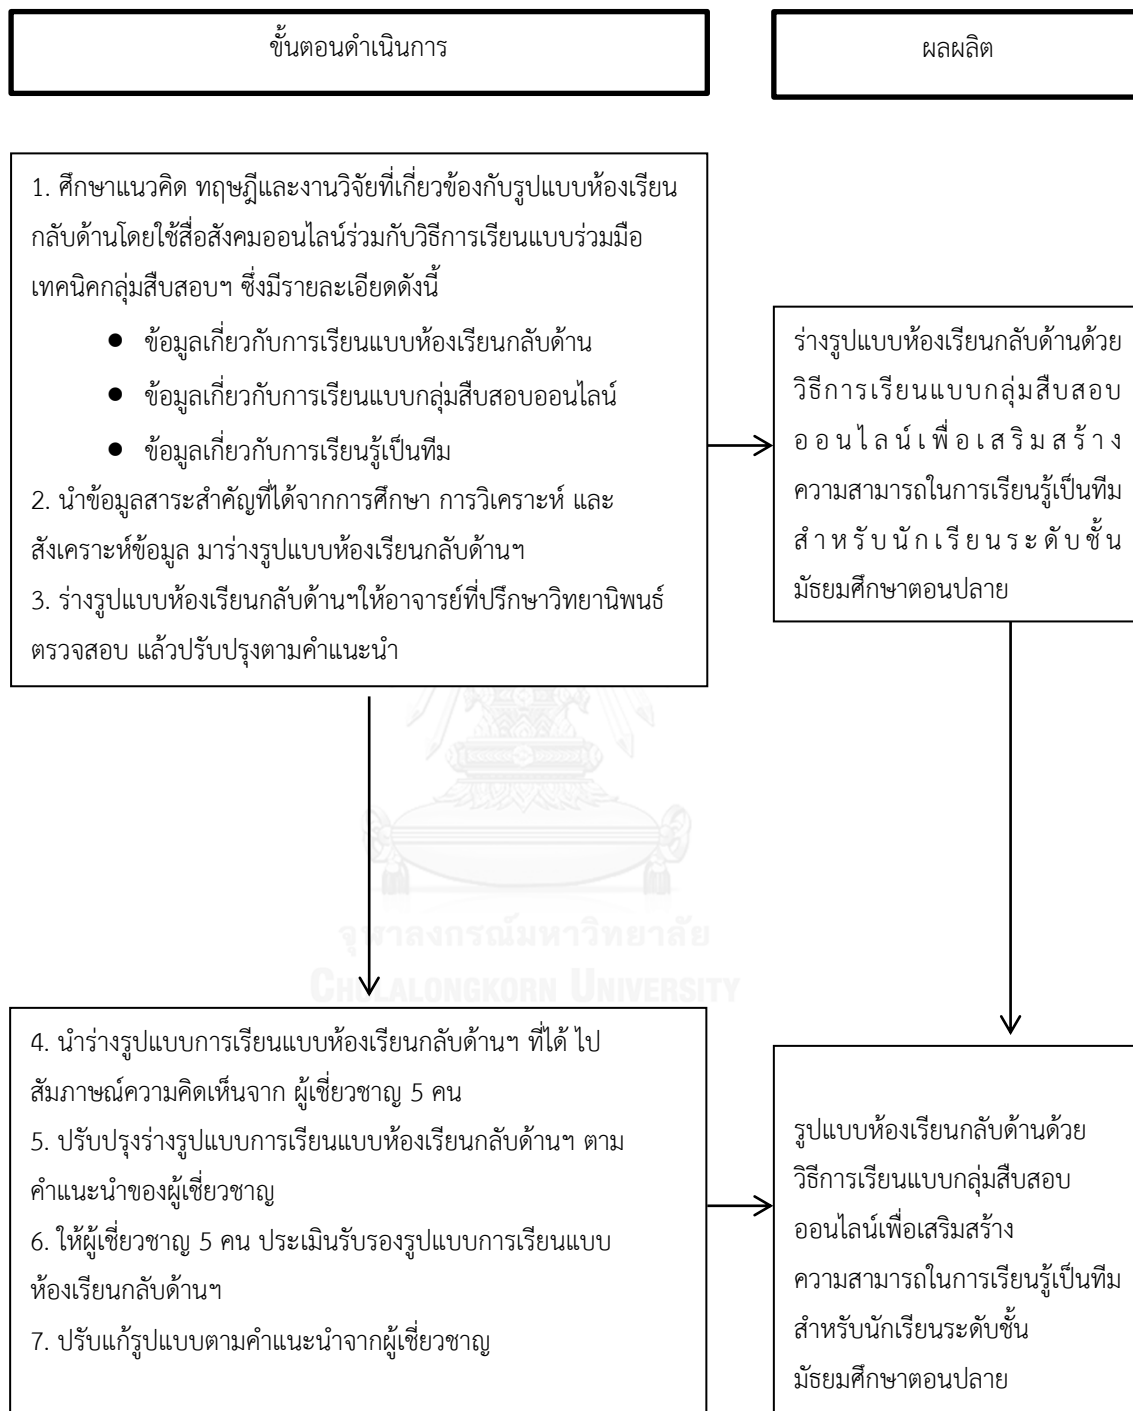 ขั้นตอนดำเนินการ
ผลผลิต
1. ศึกษาแนวคิด ทฤษฎีและงานวิจัยที่เกี่ยวข้องกับรูปแบบห้องเรียน
กลับด้านโดยใช้สื่อสังคมออนไลน์ร่วมกับวิธีการเรียนแบบร่วมมือ
เทคนิคกลุ่มสืบสอบฯ ซึ่งมีรายละเอียดดังนี้
● ข้อมูลเกี่ยวกับการเรียนแบบห้องเรียนกลับด้าน
● ข้อมูลเกี่ยวกับการเรียนแบบกลุ่มสืบสอบออนไลน์
● ข้อมูลเกี่ยวกับการเรียนรู้เป็นทีม
2. นำข้อมูลสาระสำคัญที่ได้จากการศึกษา การวิเคราะห์ และ
สังเคราะห์ข้อมูล มาร่างรูปแบบห้องเรียนกลับด้านฯ
3. ร่างรูปแบบห้องเรียนกลับด้านฯให้อาจารย์ที่ปรึกษาวิทยานิพนธ์
ตรวจสอบ แล้วปรับปรุงตามคำแนะนำ
ร่างรูปแบบห้องเรียนกลับด้านด้วย
วิธีการเรียนแบบกลุ่มสืบสอบ
ออนไลน์เพื่อเสริมสร้าง
ความสามารถในการเรียนรู้เป็นทีม
สำหรับนักเรียนระดับชั้น
มัธยมศึกษาตอนปลาย
จุฬาลงกรณ์มหาวิทยาลัย
CHULALONGKORN UNIVERSITY
4. นำร่างรูปแบบการเรียนแบบห้องเรียนกลับด้านฯ ที่ได้ ไป
สัมภาษณ์ความคิดเห็นจาก ผู้เชี่ยวชาญ 5 คน
5. ปรับปรุงร่างรูปแบบการเรียนแบบห้องเรียนกลับด้านฯ ตาม
คำแนะนำของผู้เชี่ยวชาญ
6. ให้ผู้เชี่ยวชาญ 5 คน ประเมินรับรองรูปแบบการเรียนแบบ
ห้องเรียนกลับด้านฯ
7. ปรับแก้รูปแบบตามคำแนะนำจากผู้เชี่ยวชาญ
รูปแบบห้องเรียนกลับด้านด้วย
วิธีการเรียนแบบกลุ่มสืบสอบ
ออนไลน์เพื่อเสริมสร้าง
ความสามารถในการเรียนรู้เป็นทีม
สำหรับนักเรียนระดับชั้น
มัธยมศึกษาตอนปลาย